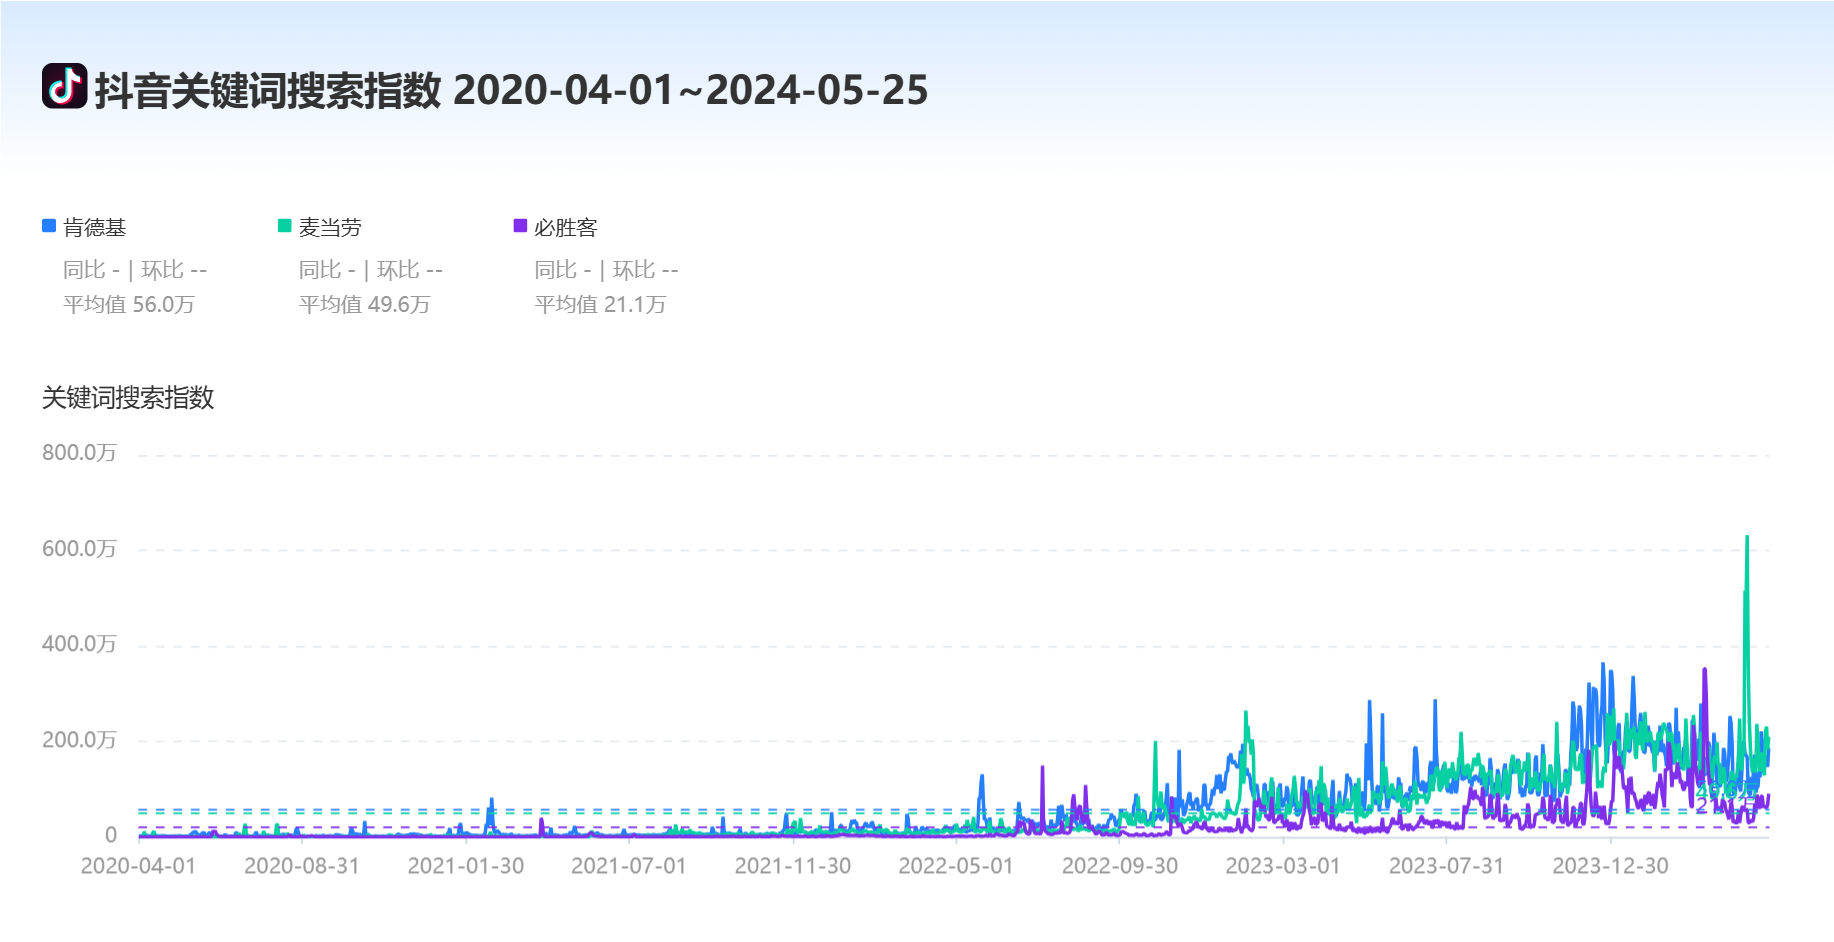 抖音关键词搜索指数 2020-04-01~2024-05-25
肯德基 麦当劳 必胜客
同比 - | 环比 -- 同比 - | 环比 -- 同比 - | 环比 --
平均值 56.0万 平均值 49.6万 平均值 21.1万
关键词搜索指数
800.0万
600.0万
400.0万
200.0万
0
2020-04-01 2020-08-31 2021-01-30 2021-07-01 2021-11-30 2022-05-01 2022-09-30 2023-03-01 2023-07-31 2023-12-30